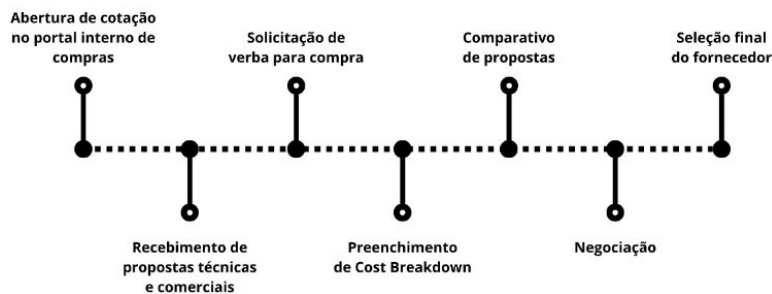 Abertura de cotação
no portal interno de
compras
Recebimento de
propostas técnicas
e comerciais
Solicitação de
verba para compra
Preenchimento
de Cost Breakdown
Comparativo
de propostas
Negociação
Seleção final
do fornecedor